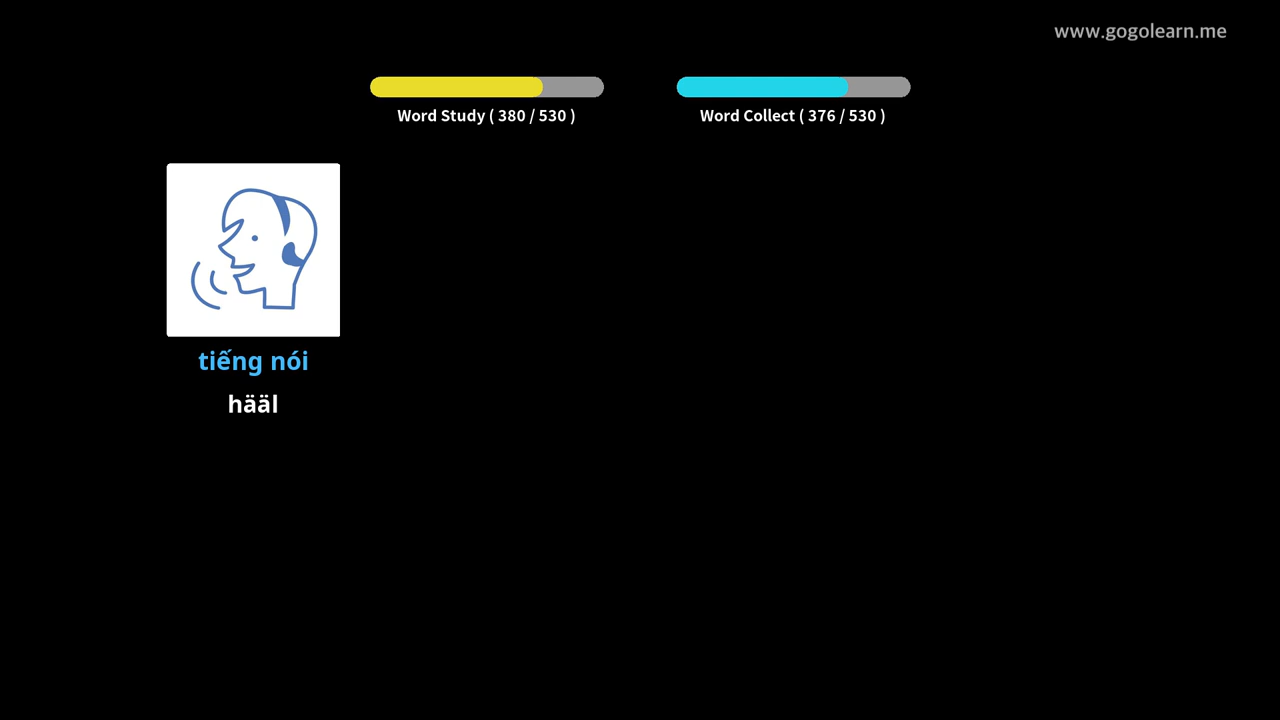 www.gogolearn.me
Word Study ( 380 / 530 )
Word Collect ( 376 / 530 )
tiếng nói
hääl